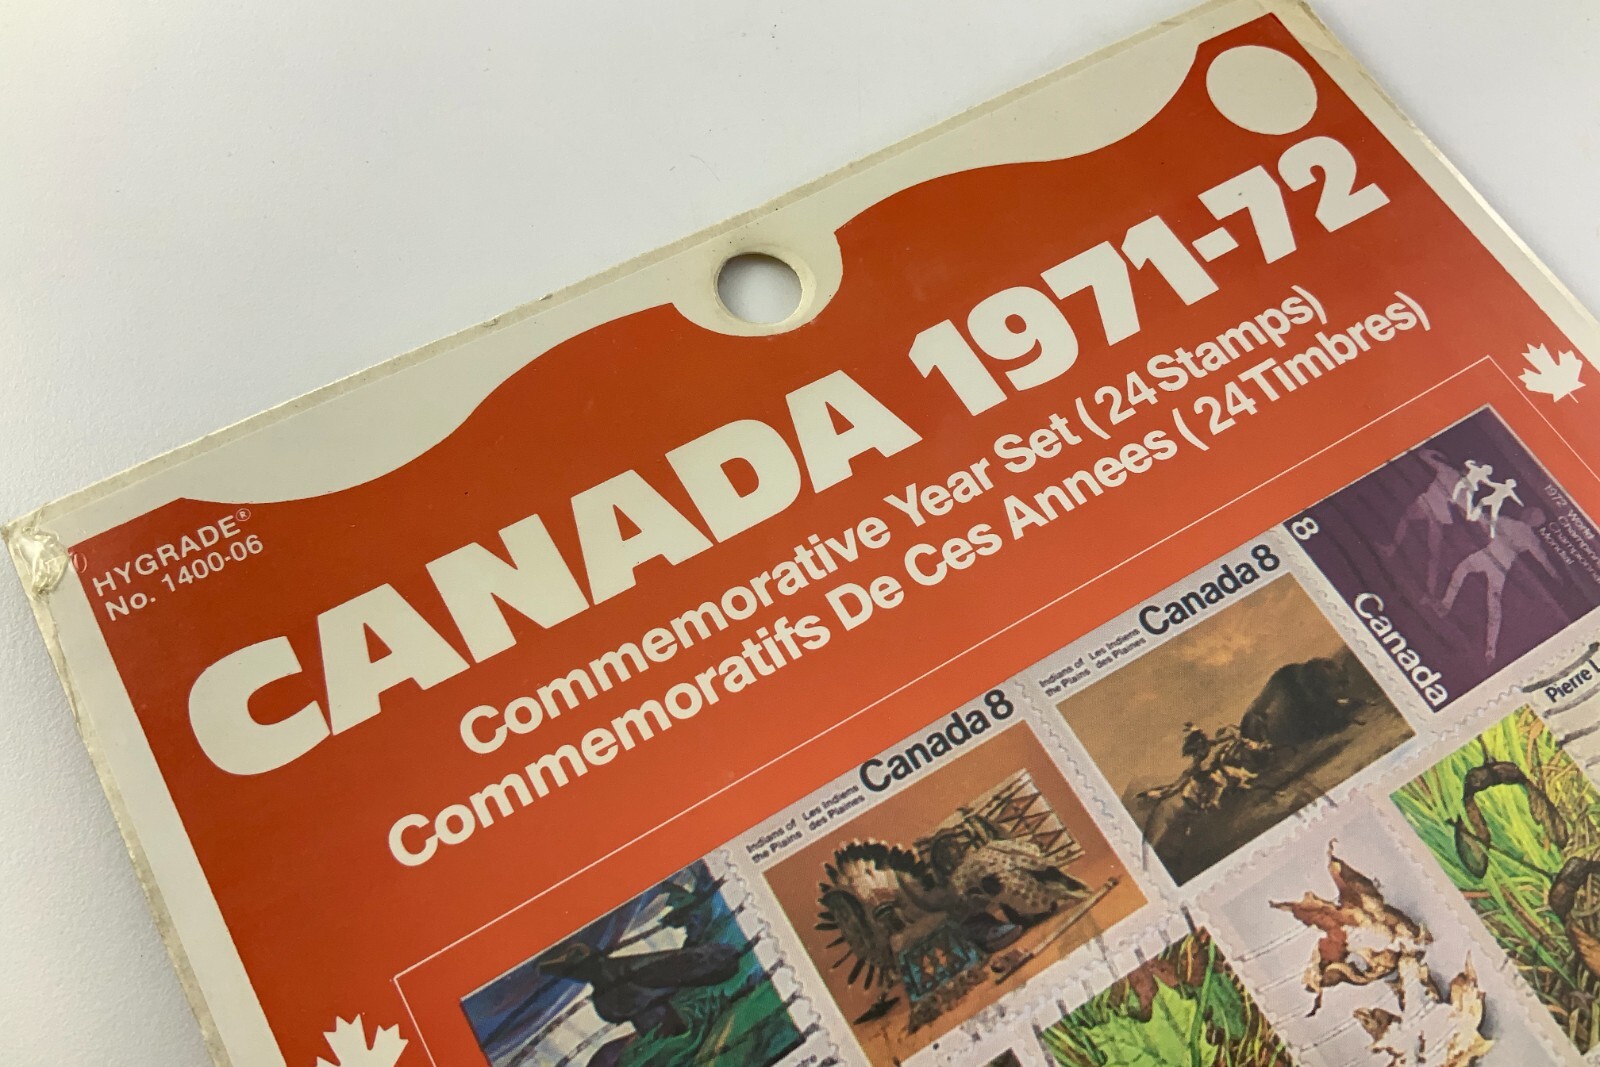 HYGRADE®
No. 1400-06
CANADA 1971-72
Commemorative Year Set (24 Stamps)
Commemoratifs De Ces Annees (24 Timbres)
Indians of the Plains
Les Indiens des Plaines
Canada 8
Indians of the Plains
Les Indiens des Plaines
Canada 8
8
Canada
1972 World
Pierre